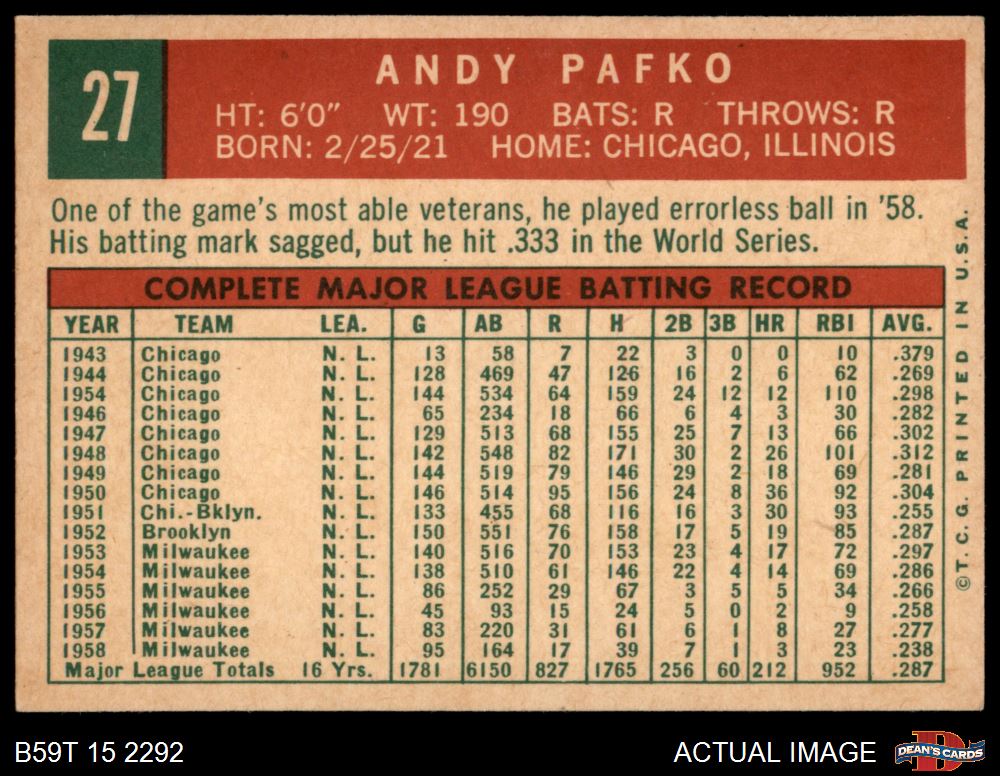 27
ANDY PAFKO
HT: 6'0" WT: 190 BATS: R THROWS: R
BORN: 2/25/21 HOME: CHICAGO, ILLINOIS
One of the game's most able veterans, he played errorless ball in '58.
His batting mark sagged, but he hit .333 in the World Series.
COMPLETE MAJOR LEAGUE BATTING RECORD
YEAR TEAM LEA. G AB R H 2B 3B HR RBI AVG.
1943 Chicago N. L. 13 58 7 22 3 0 0 10 .379
1944 Chicago N. L. 128 469 47 126 16 2 6 62 .269
1954 Chicago N. L. 144 534 64 159 24 12 12 110 .298
1946 Chicago N. L. 65 234 18 66 6 4 3 30 .282
1947 Chicago N. L. 129 513 68 155 25 7 13 66 .302
1948 Chicago N. L. 142 548 82 171 30 2 26 101 .312
1949 Chicago N. L. 144 519 79 146 29 2 18 69 .281
1950 Chicago N. L. 146 514 95 156 24 8 36 92 .304
1951 Chi.-Bklyn. N. L. 133 455 68 116 16 3 30 93 .255
1952 Brooklyn N. L. 150 551 76 158 17 5 19 85 .287
1953 Milwaukee N. L. 140 516 70 153 23 4 17 72 .297
1954 Milwaukee N. L. 138 510 61 146 22 4 14 69 .286
1955 Milwaukee N. L. 86 252 29 67 3 5 5 34 .266
1956 Milwaukee N. L. 45 93 15 24 5 0 2 9 .258
1957 Milwaukee N. L. 83 220 31 61 6 1 8 27 .277
1958 Milwaukee N. L. 95 164 17 39 7 1 3 23 .238
Major League Totals 16 Yrs. 1781 6150 827 1765 256 60 212 952 .287
©T.C.G. PRINTED IN U.S.A.
B59T 15 2292
ACTUAL IMAGE
D
DEAN'S CARDS